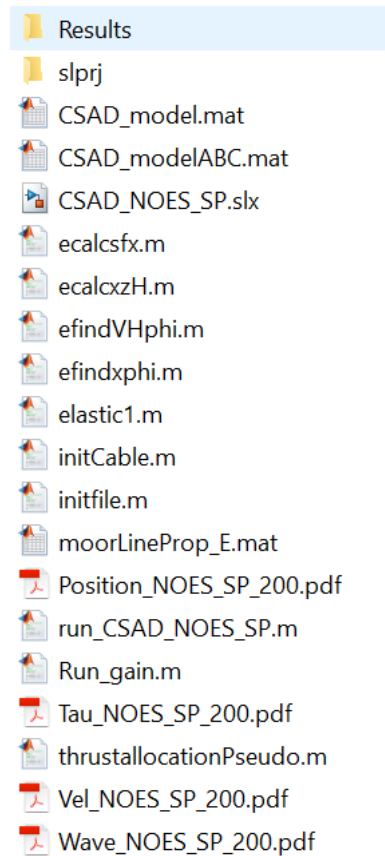 Results
slprj
CSAD_model.mat
CSAD_modelABC.mat
CSAD_NOES_SP.slx
ecalcsfx.m
ecalcxzH.m
efindVHphi.m
efindxphi.m
elastic1.m
initCable.m
initfile.m
moorLineProp_E.mat
Position_NOES_SP_200.pdf
run_CSAD_NOES_SP.m
Run_gain.m
Tau_NOES_SP_200.pdf
thrustallocationPseudo.m
Vel_NOES_SP_200.pdf
Wave_NOES_SP_200.pdf